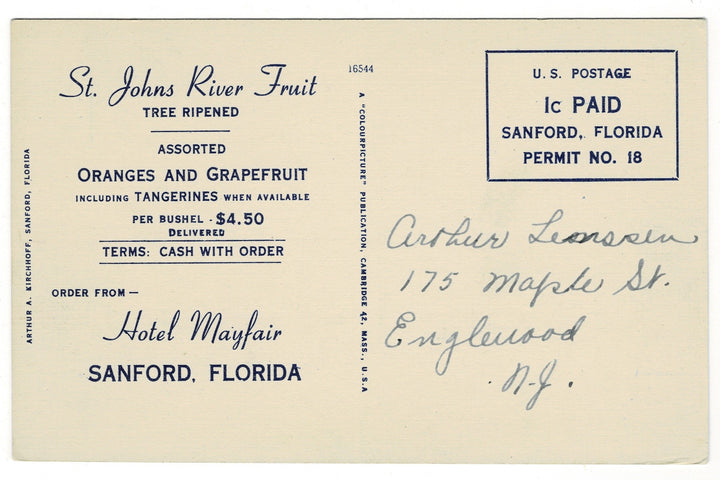 St. Johns River Fruit
TREE RIPENED
ASSORTED
ORANGES AND GRAPEFRUIT
INCLUDING TANGERINES WHEN AVAILABLE
PER BUSHEL - $4.50
DELIVERED
TERMS: CASH WITH ORDER
ORDER FROM—
Hotel Mayfair
SANFORD, FLORIDA
ARTHUR A. KIRCHHOFF, SANFORD, FLORIDA
16544
A "COLOURPICTURE" PUBLICATION, CAMBRIDGE 42, MASS., U.S.A
U.S. POSTAGE
1c PAID
SANFORD, FLORIDA
PERMIT NO. 18
Arthur Lenssen
175 Maple St.
Englewood
N.J.